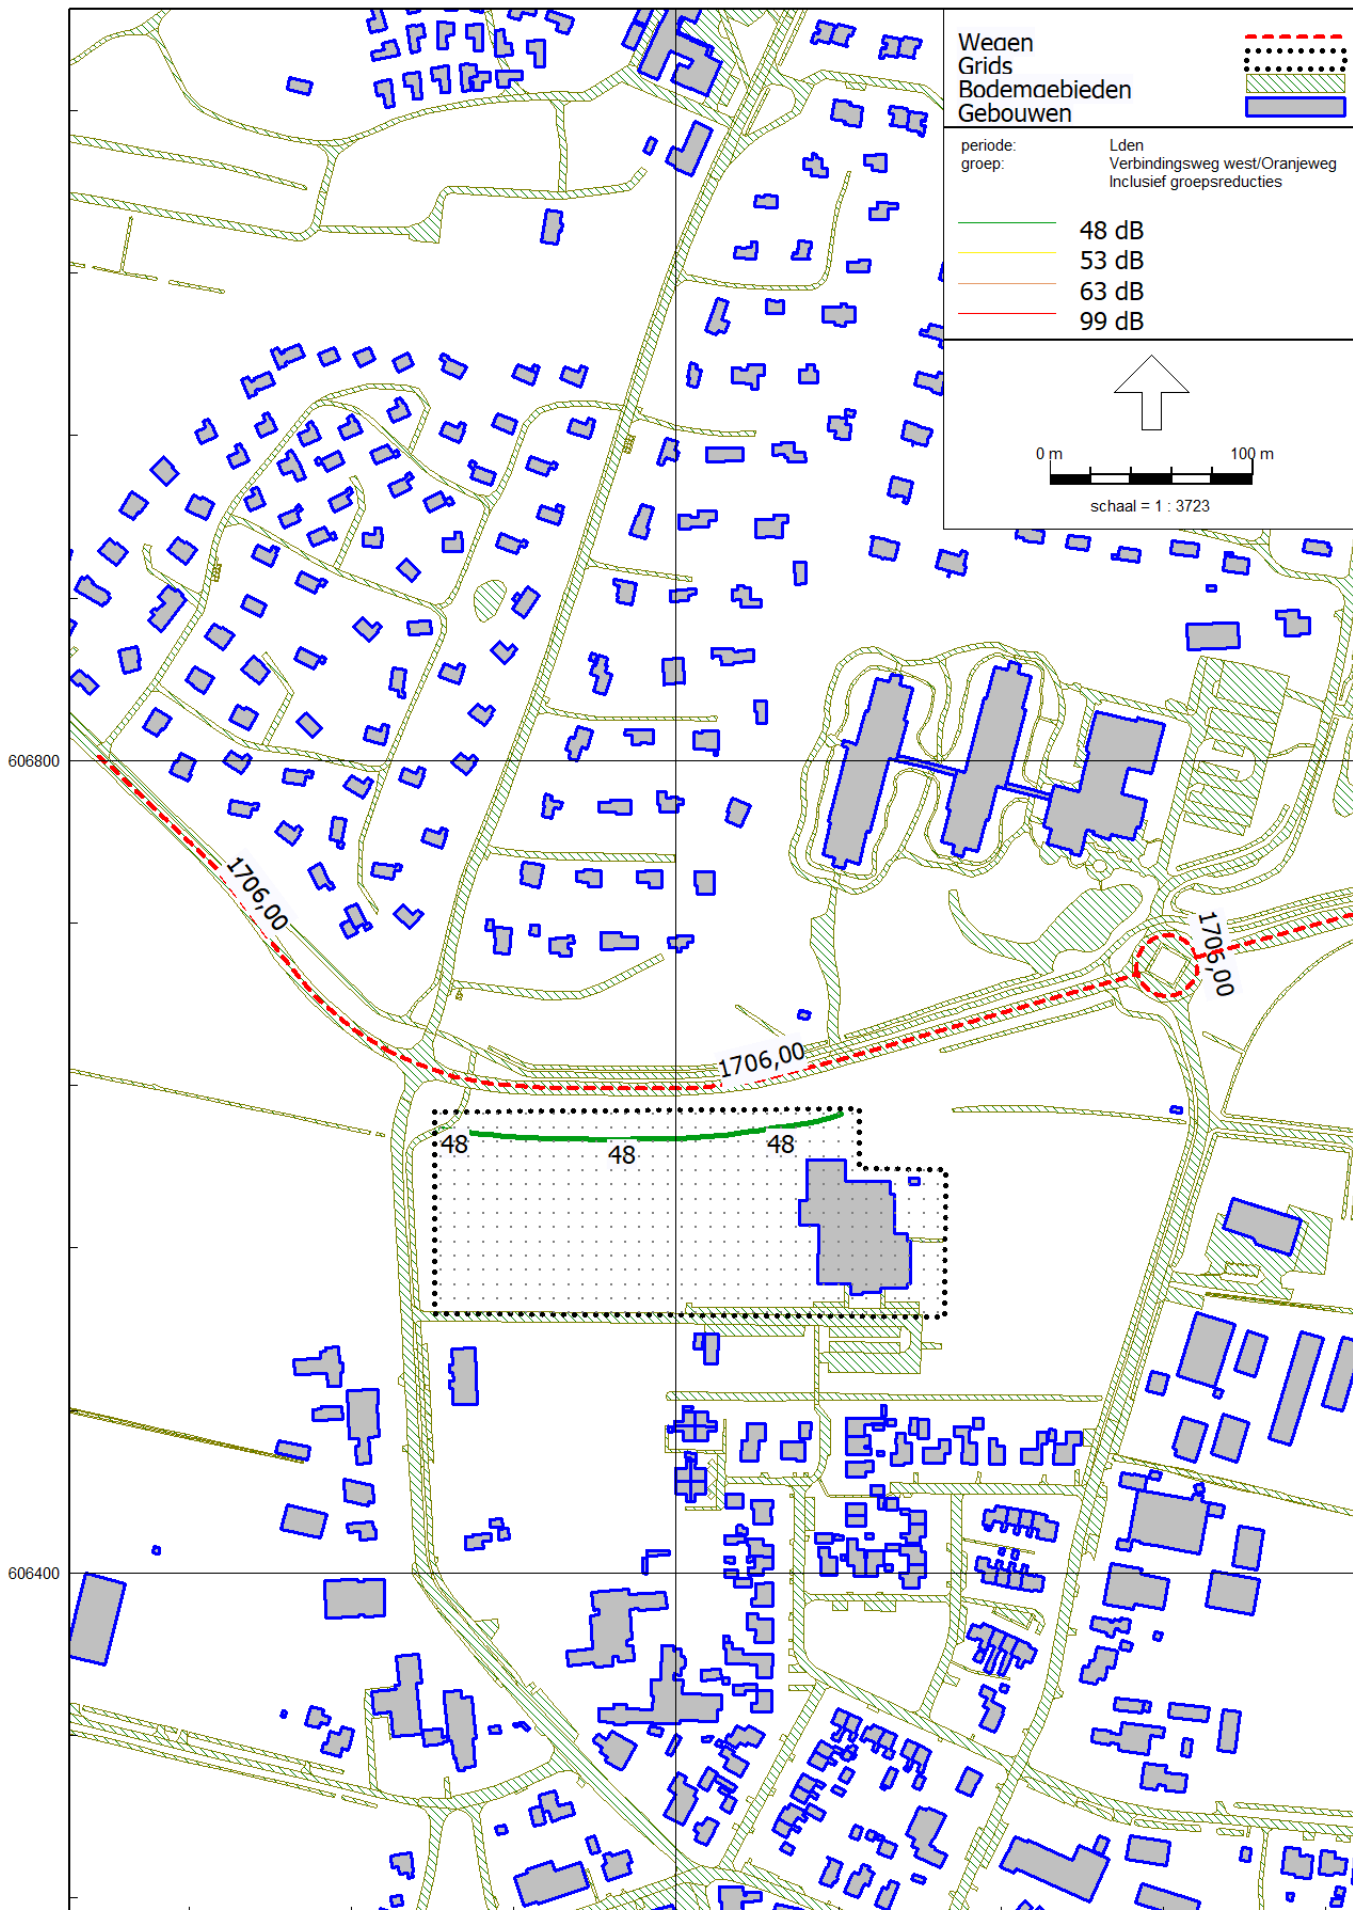 Wegen
Grids
Bodemgebieden
Gebouwen
periode: Lden
groep: Verbindingsweg west/Oranjeweg
Inclusief groepsreducties
48 dB
53 dB
63 dB
99 dB
0 m 100 m
schaal = 1 : 3723
606800
1706,00
1706,00
1706,00
48
48
48
606400